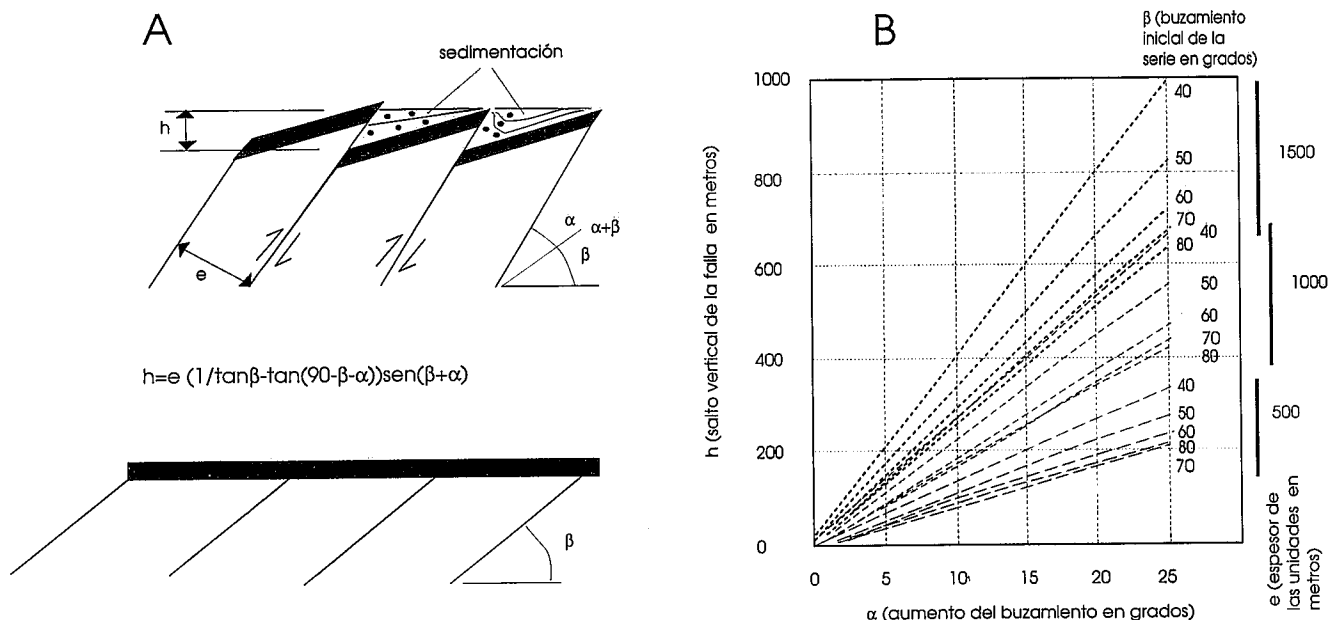 A
sedimentación
h
e
α
α+β
β
h=e (1/tanβ-tan(90-β-α))sen(β+α)
β
B
β (buzamiento
inicial de la
serie en grados)
h (salto vertical de la falla en metros)
1000
800
600
400
200
0
0
5
10
15
20
25
α (aumento del buzamiento en grados)
40
50
60
70
40
80
50
60
70
80
40
50
60
80
70
1500
1000
500
e (espesor de
las unidades en
metros)